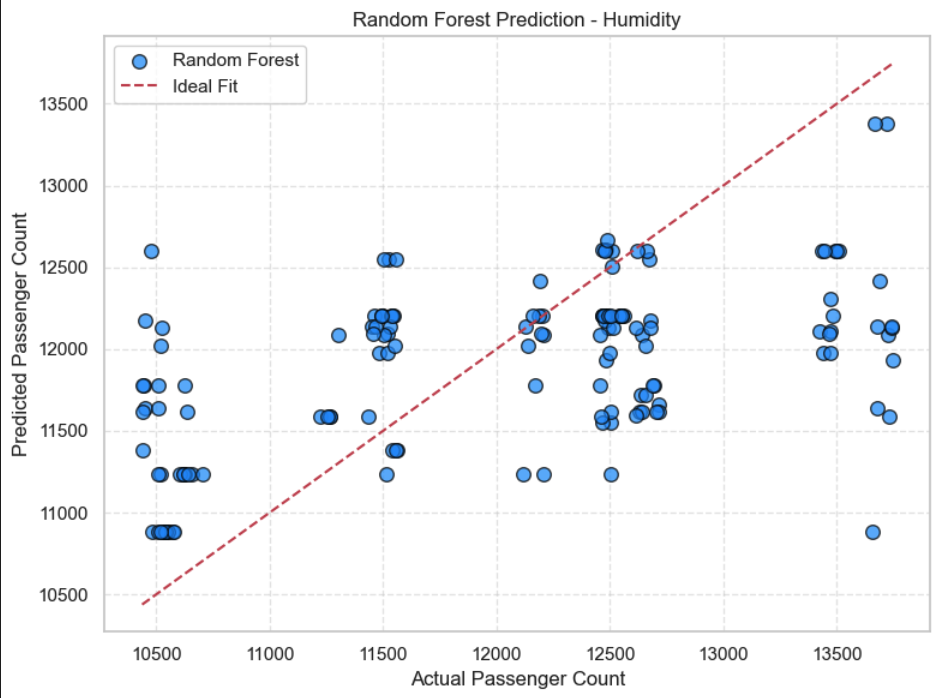 Random Forest Prediction - Humidity
Random Forest
Ideal Fit
Predicted Passenger Count
13500
13000
12500
12000
11500
11000
10500
10500 11000 11500 12000 12500 13000 13500
Actual Passenger Count